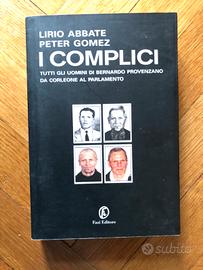 LIRIO ABBATE
PETER GOMEZ
I COMPLICI
TUTTI GLI UOMINI DI BERNARDO PROVENZANO
DA CORLEONE AL PARLAMENTO
Fazi Editore
subito